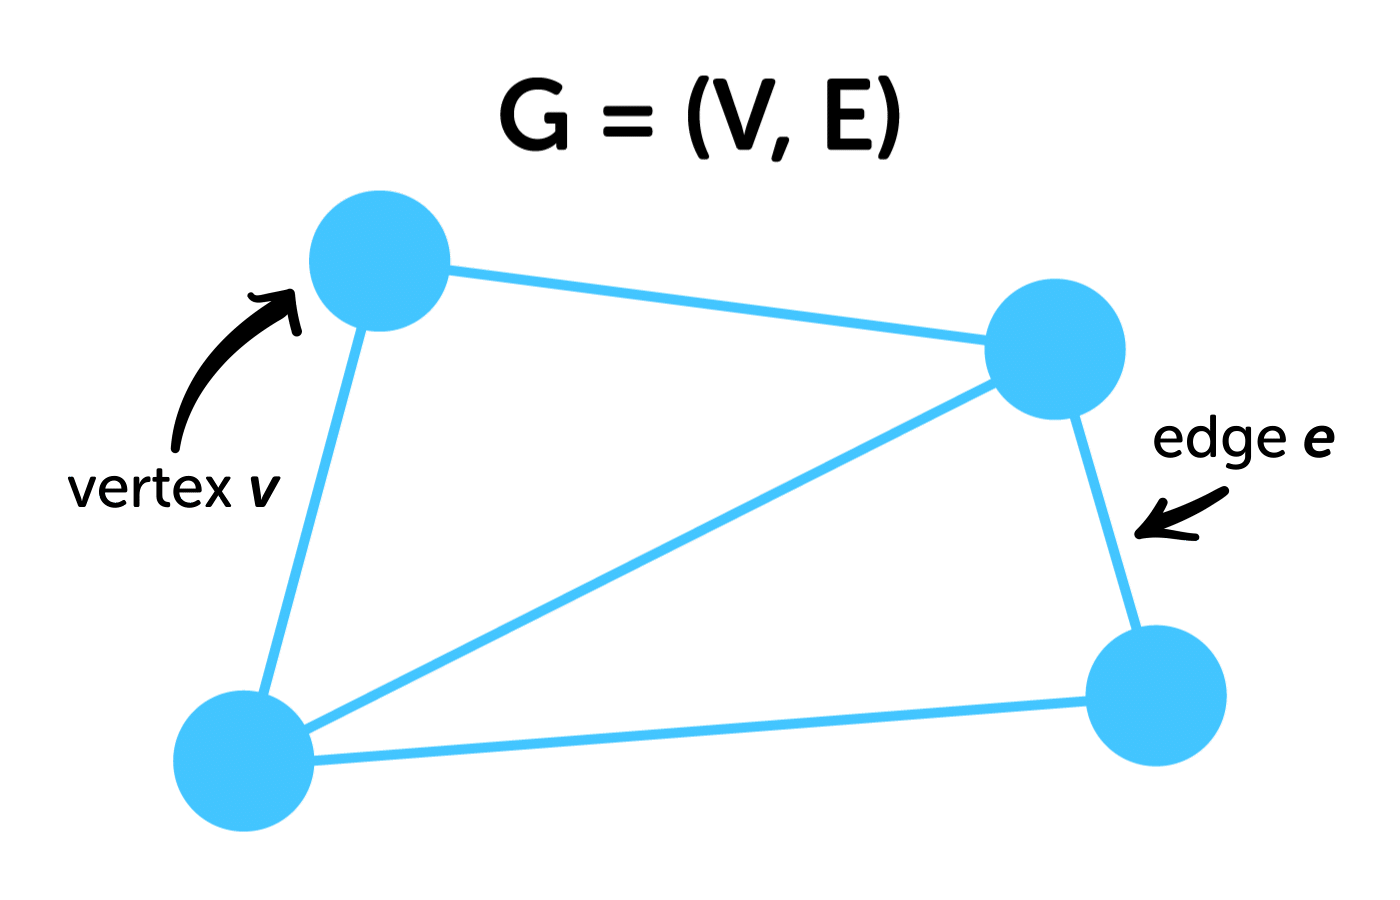 G = (V, E)
edge e
vertex v